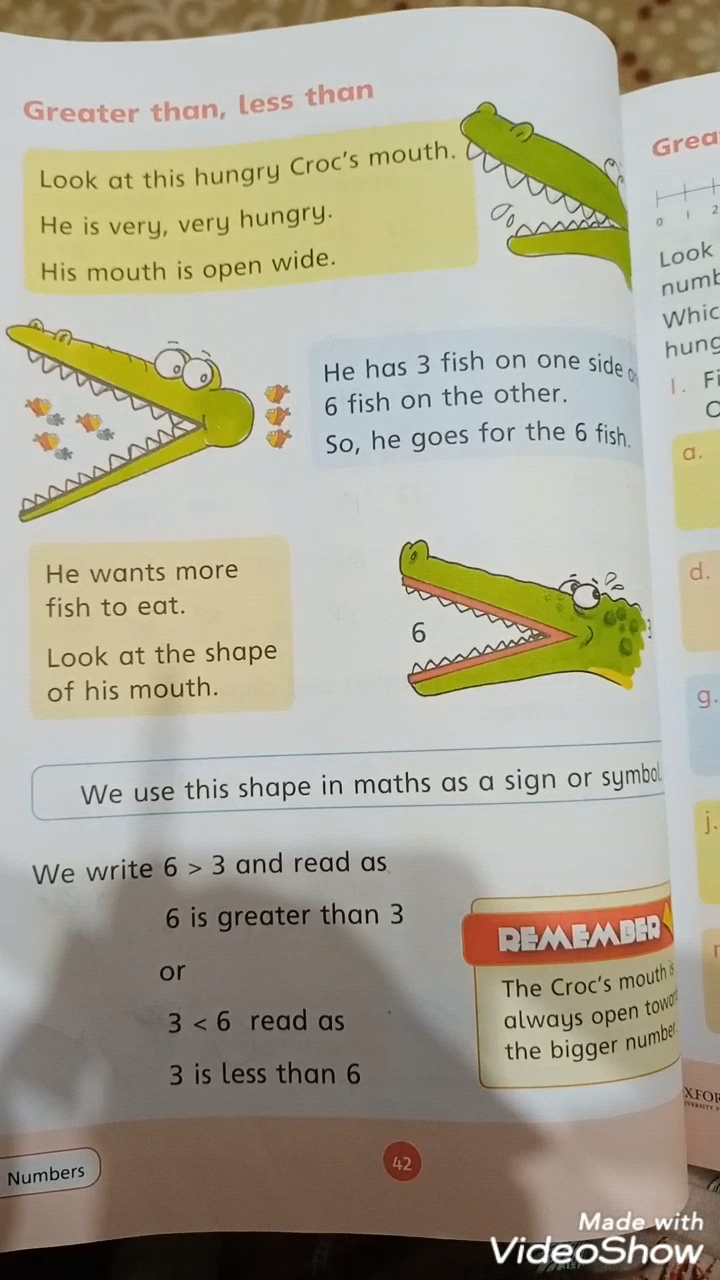 Greater than, less than
Look at this hungry Croc's mouth.
He is very, very hungry.
His mouth is open wide.
He has 3 fish on one side
6 fish on the other.
So, he goes for the 6 fish.
He wants more
fish to eat.
Look at the shape
of his mouth.
6
3
We use this shape in maths as a sign or symbol
We write 6 > 3 and read as
6 is greater than 3
or
3 < 6 read as
3 is less than 6
REMEMBER
The Croc's mouth is
always open
the bigger number.
Numbers
42
0 1 2
Look
1.
a.
d.
g.
j.
Made with
VideoShow